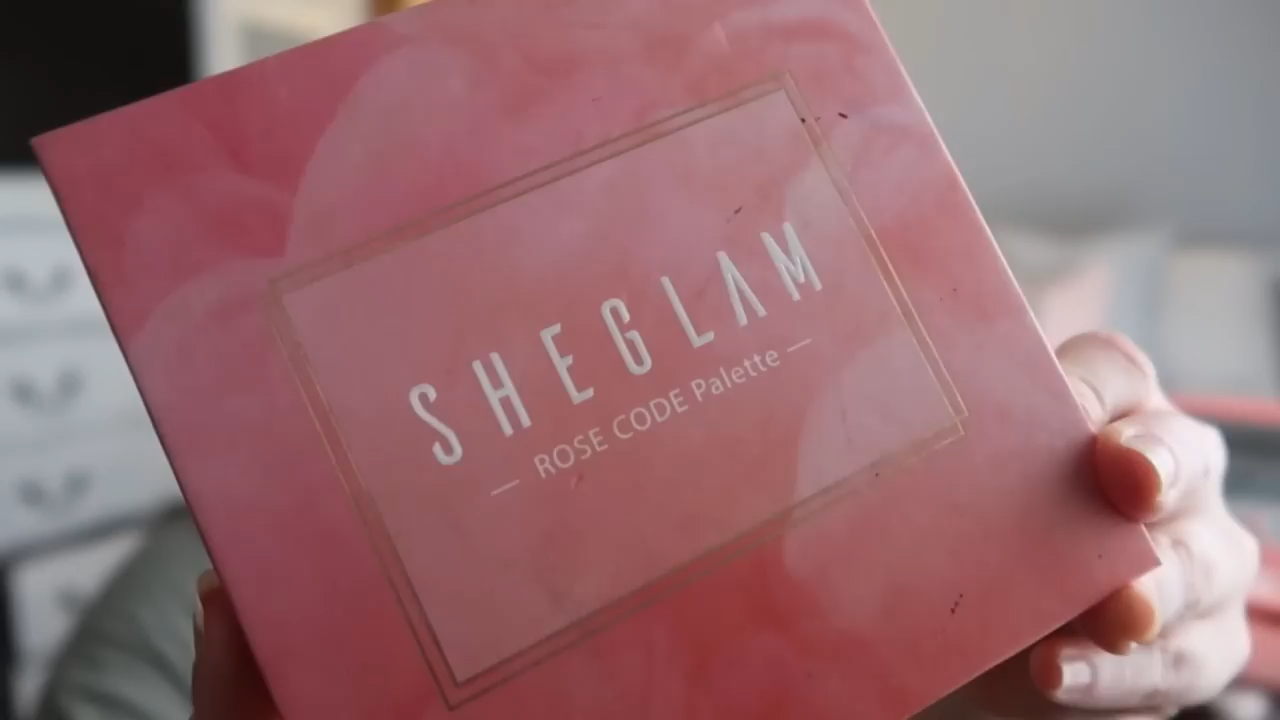 SHEGLAM
— ROSE CODE Palette —